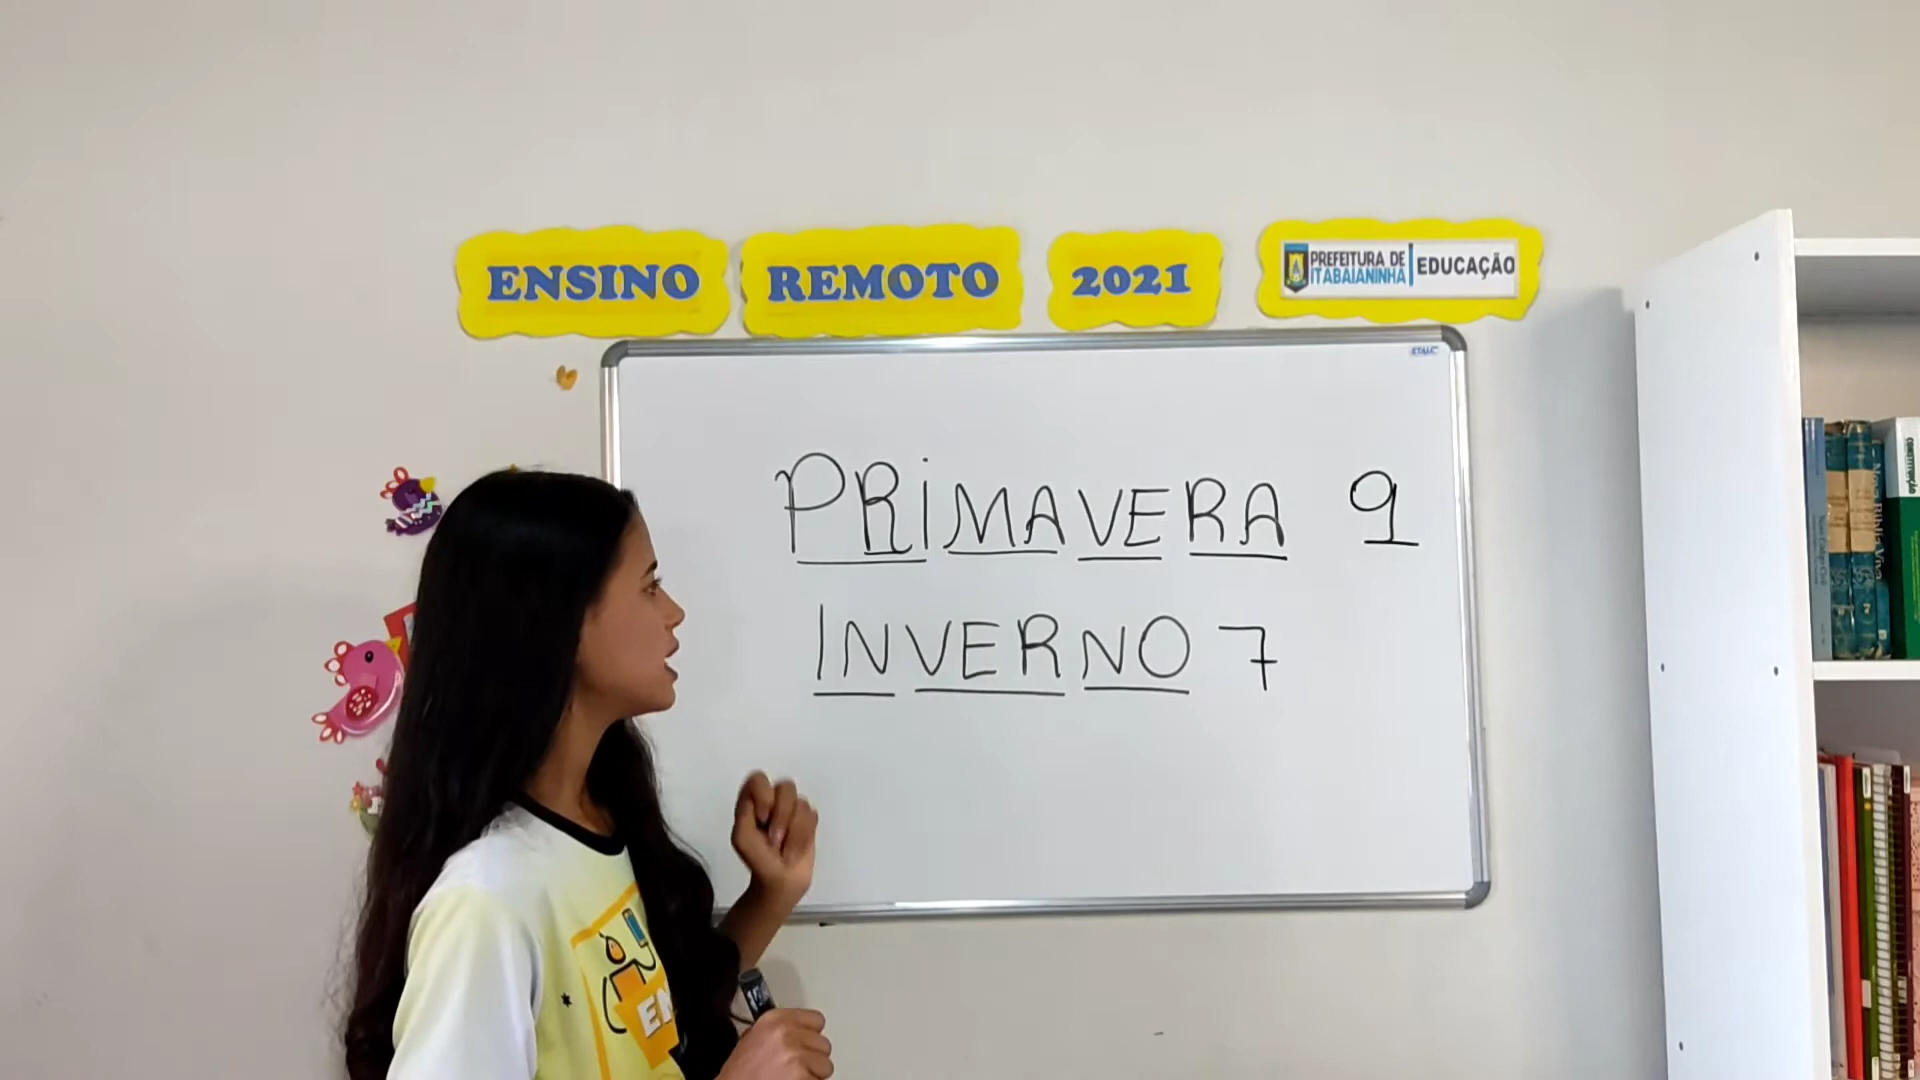 ENSINO REMOTO 2021
PREFEITURA DE
ITABAIANINHA
EDUCAÇÃO
PRIMAVERA 9
INVERNO 7